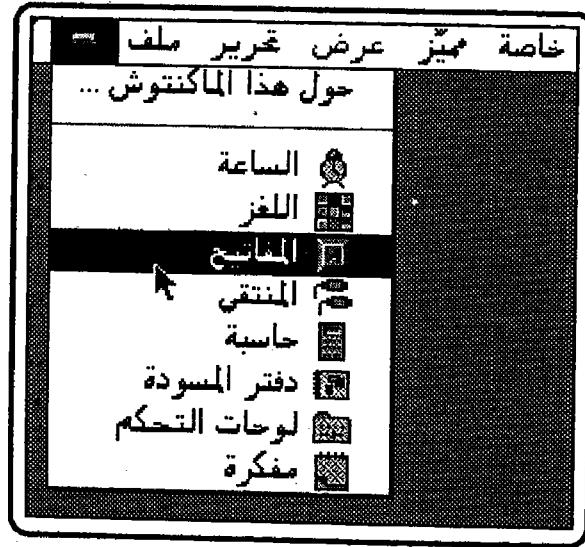 خاصة مميّز عرض تحرير ملف
حول هذا الماكنتوش ...
الساعة
اللغز
المفاتيح
المنتقي
حاسبة
دفتر المسودة
لوحات التحكم
مفكرة